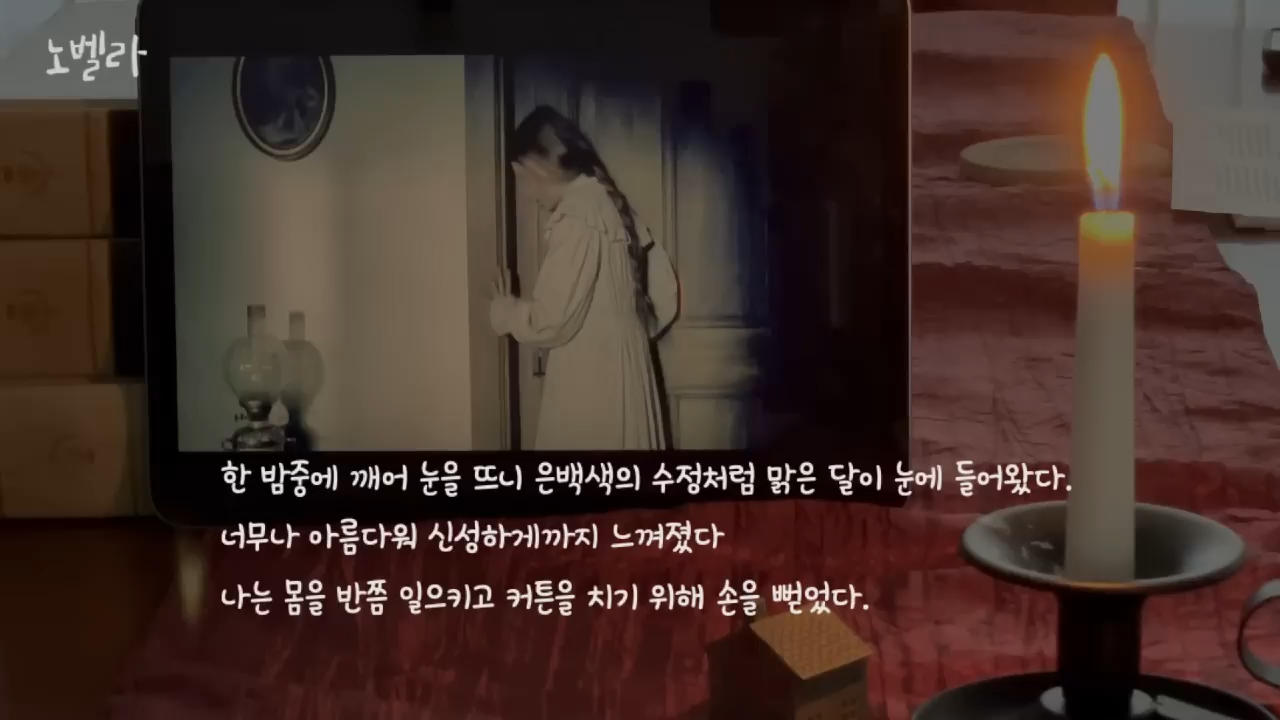 노벨라
한 밤중에 깨어 눈을 뜨니 은백색의 수정처럼 맑은 달이 눈에 들어왔다.
너무나 아름다워 신성하게까지 느껴졌다
나는 몸을 반쯤 일으키고 커튼을 치기 위해 손을 뻗었다.